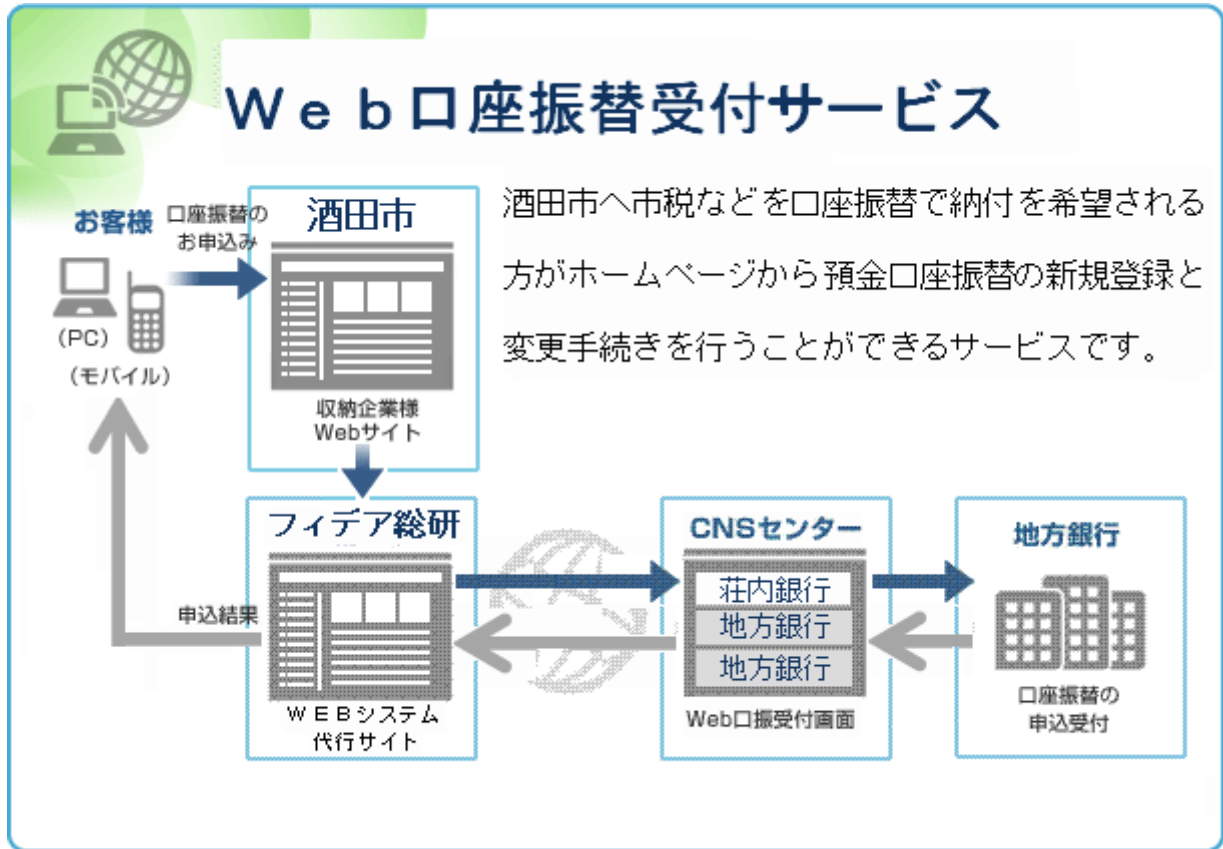 Web口座振替受付サービス
酒田市へ市税などを口座振替で納付を希望される
方がホームページから預金口座振替の新規登録と
変更手続きを行うことができるサービスです。
お客様
(PC)
(モバイル)
口座振替の
お申込み
酒田市
収納企業様
Webサイト
フィデア総研
WEBシステム
代行サイト
CNSセンター
荘内銀行
地方銀行
地方銀行
Web口振受付画面
地方銀行
口座振替の
申込受付
申込結果